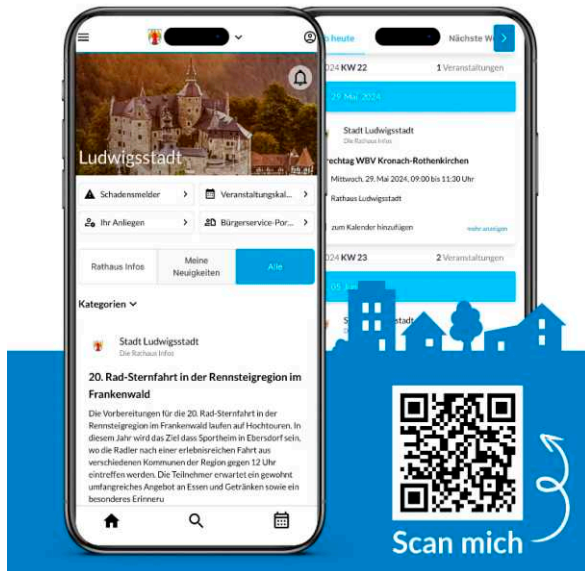 Ludwigsstadt
Schadensmelder
Veranstaltungskal...
Ihr Anliegen
Bürgerservice-Por...
Rathaus Infos
Meine
Neuigkeiten
Alle
Kategorien
Stadt Ludwigsstadt
Die Rathaus Infos
20. Rad-Sternfahrt in der Rennsteigregion im
Frankenwald
Die Vorbereitungen für die 20. Rad-Sternfahrt in der
Rennsteigregion im Frankenwald laufen auf Hochtouren. In
diesem Jahr wird das Ziel dass Sportheim in Ebersdorf sein,
wo die Radler nach einer erlebnisreichen Fahrt aus
verschiedenen Kommunen der Region gegen 12 Uhr
eintreffen werden. Die Teilnehmer erwartet ein gewohnt
umfangreiches Angebot an Essen und Getränken sowie ein
besonderes Erinneru
heute
Nächste W
024 KW 22
1 Veranstaltungen
29. Mai 2024
Stadt Ludwigsstadt
Die Rathaus Infos
rechtag WBV Kronach-Rothenkirchen
Mittwoch, 29. Mai 2024, 09:00 bis 11:30 Uhr
Rathaus Ludwigsstadt
zum Kalender hinzufügen
mehr anzeigen
024 KW 23
2 Veranstaltungen
Scan mich